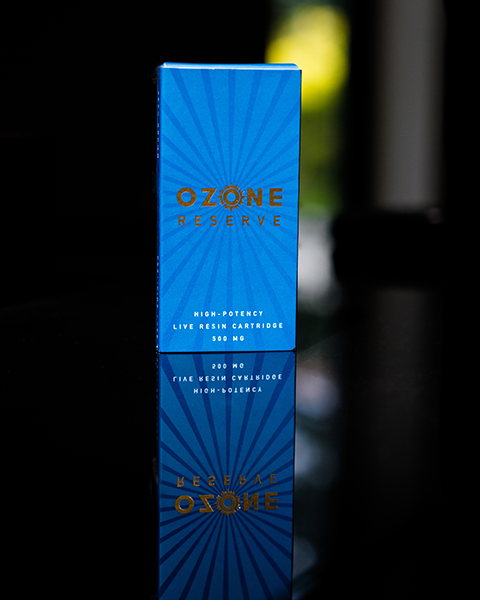 OZONE
RESERVE
HIGH-POTENCY
LIVE RESIN CARTRIDGE
500 MG